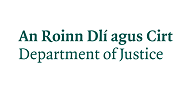 An Roinn Dlí agus Cirt
Department of Justice